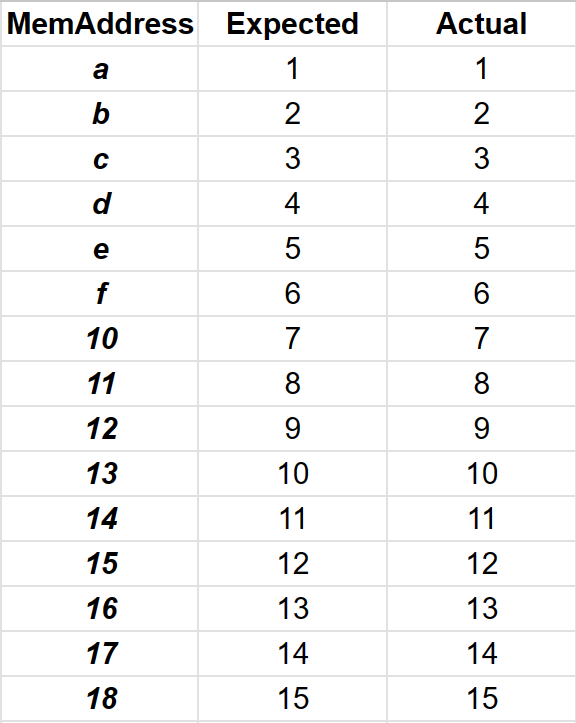 MemAddress Expected Actual
a 1 1
b 2 2
c 3 3
d 4 4
e 5 5
f 6 6
10 7 7
11 8 8
12 9 9
13 10 10
14 11 11
15 12 12
16 13 13
17 14 14
18 15 15